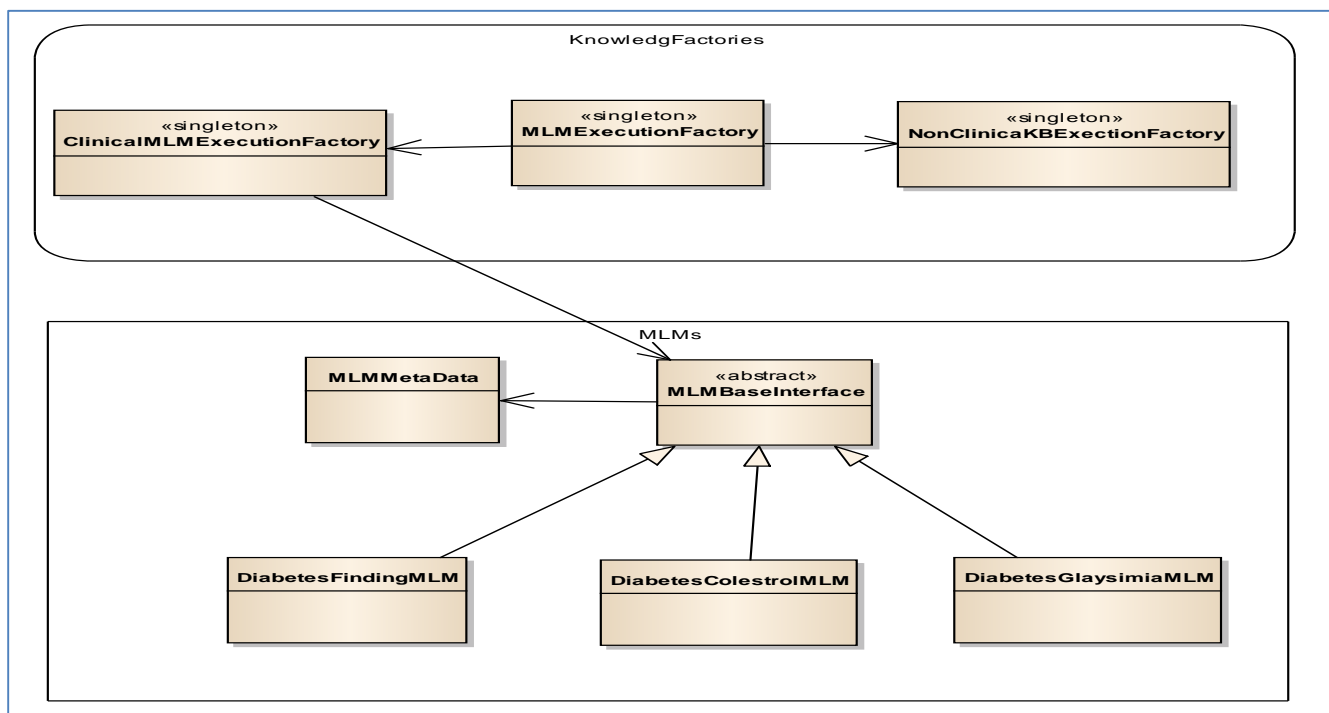 KnowledgFactories
«singleton»
ClinicalMLMExecutionFactory
«singleton»
MLMExecutionFactory
«singleton»
NonClinicaKBExectionFactory
MLMs
MLMMetaData
«abstract»
MLMBaseInterface
DiabetesFindingMLM
DiabetesColestrolMLM
DiabetesGlaysimiaMLM